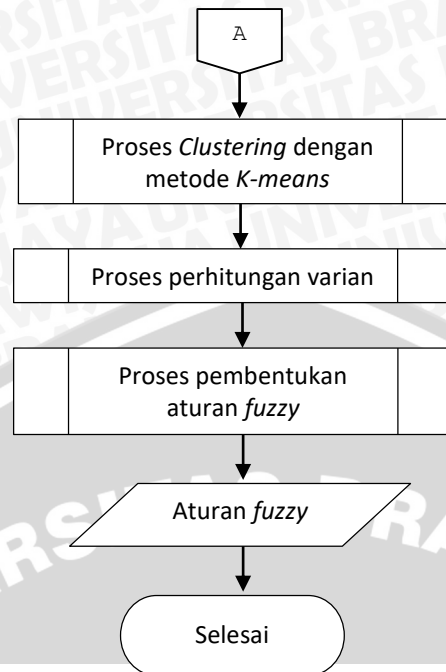 A
Proses Clustering dengan
metode K-means
Proses perhitungan varian
Proses pembentukan
aturan fuzzy
Aturan fuzzy
Selesai